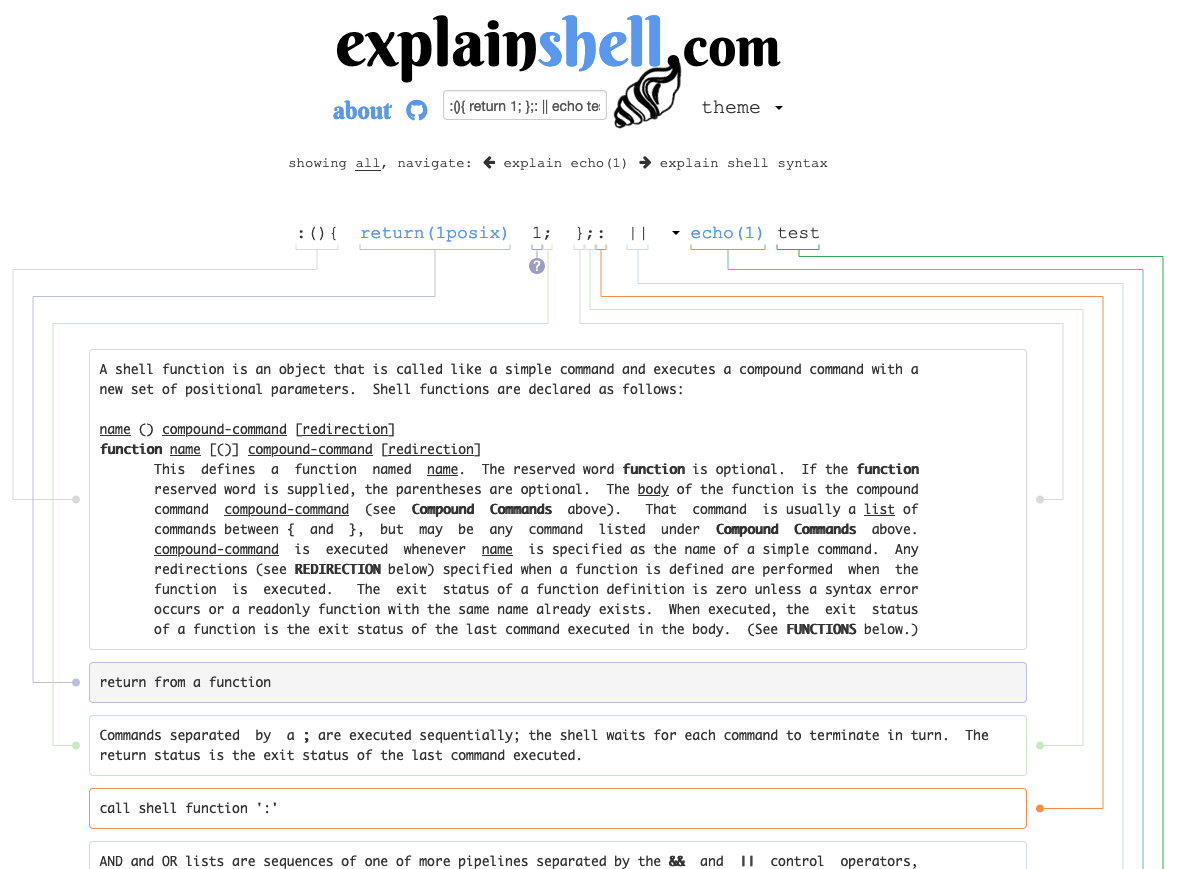 explainshell.com
about :(){ return 1; };: || echo te theme
showing all, navigate: explain echo(1) explain shell syntax
:(){ return(1posix) 1; };: || echo(1) test
?
A shell function is an object that is called like a simple command and executes a compound command with a
new set of positional parameters. Shell functions are declared as follows:
name () compound-command [redirection]
function name [()] compound-command [redirection]
This defines a function named name. The reserved word function is optional. If the function
reserved word is supplied, the parentheses are optional. The body of the function is the compound
command compound-command (see Compound Commands above). That command is usually a list of
commands between { and }, but may be any command listed under Compound Commands above.
compound-command is executed whenever name is specified as the name of a simple command. Any
redirections (see REDIRECTION below) specified when a function is defined are performed when the
function is executed. The exit status of a function definition is zero unless a syntax error
occurs or a readonly function with the same name already exists. When executed, the exit status
of a function is the exit status of the last command executed in the body. (See FUNCTIONS below.)
return from a function
Commands separated by a ; are executed sequentially; the shell waits for each command to terminate in turn. The
return status is the exit status of the last command executed.
call shell function ':'
AND and OR lists are sequences of one of more pipelines separated by the && and || control operators,